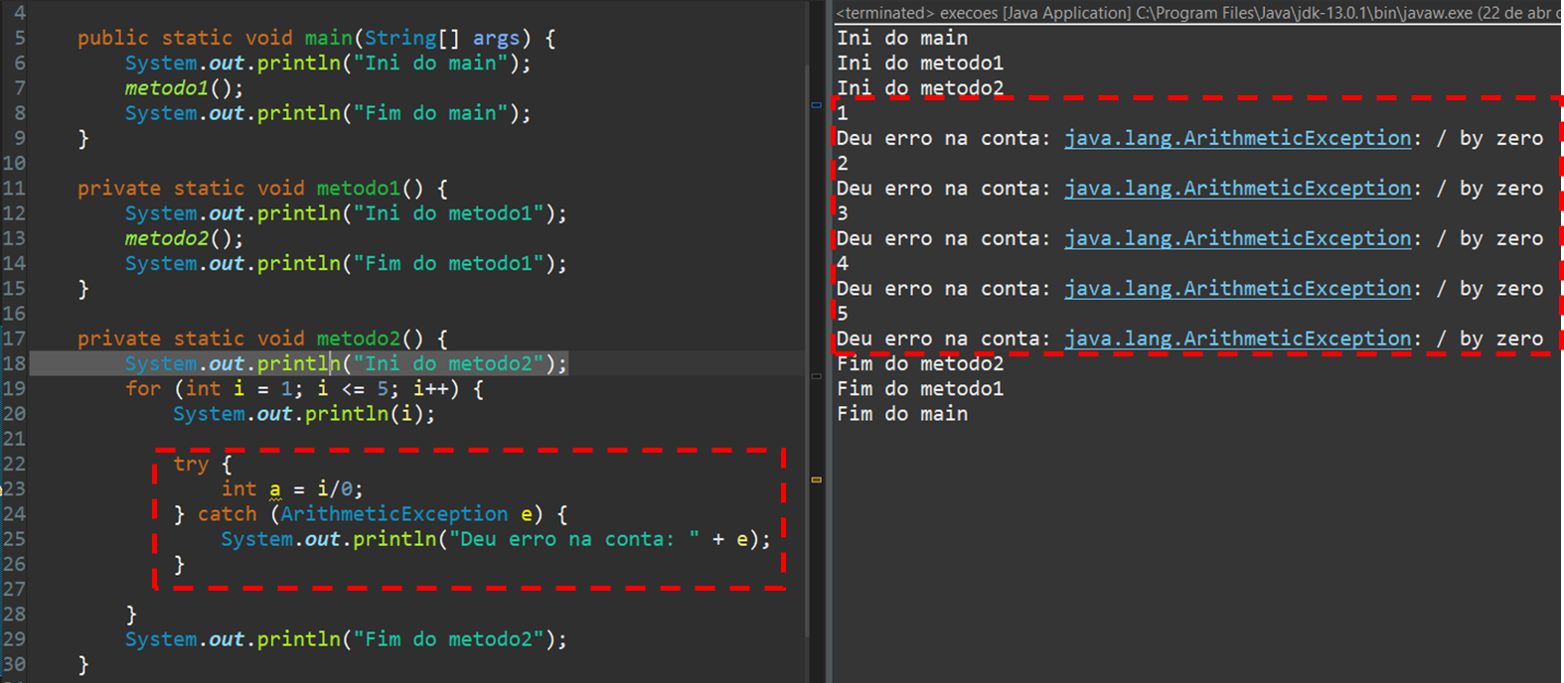 4
5 public static void main(String[] args) {
6 System.out.println("Ini do main");
7 metodo1();
8 System.out.println("Fim do main");
9 }
10
11 private static void metodo1() {
12 System.out.println("Ini do metodo1");
13 metodo2();
14 System.out.println("Fim do metodo1");
15 }
16
17 private static void metodo2() {
18 System.out.println("Ini do metodo2");
19 for (int i = 1; i <= 5; i++) {
20 System.out.println(i);
21
22 try {
23 int a = i/0;
24 } catch (ArithmeticException e) {
25 System.out.println("Deu erro na conta: " + e);
26 }
27
28 }
29 System.out.println("Fim do metodo2");
30 }
<terminated> execoes [Java Application] C:\Program Files\Java\jdk-13.0.1\bin\javaw.exe (22 de abr
Ini do main
Ini do metodo1
Ini do metodo2
1
Deu erro na conta: java.lang.ArithmeticException: / by zero
2
Deu erro na conta: java.lang.ArithmeticException: / by zero
3
Deu erro na conta: java.lang.ArithmeticException: / by zero
4
Deu erro na conta: java.lang.ArithmeticException: / by zero
5
Deu erro na conta: java.lang.ArithmeticException: / by zero
Fim do metodo2
Fim do metodo1
Fim do main